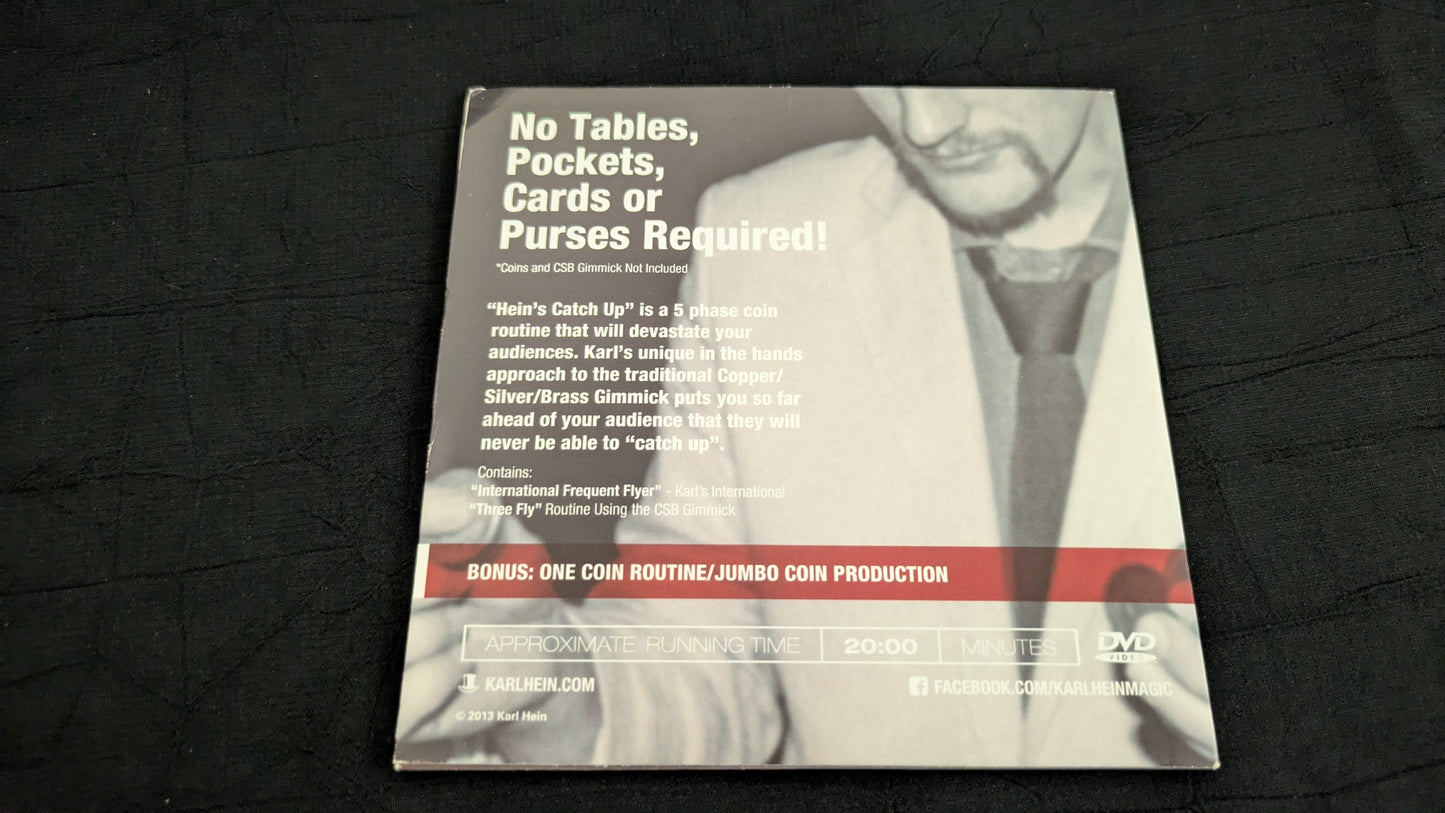 No Tables,
Pockets,
Cards or
Purses Required!
*Coins and CSB Gimmick Not Included
“Hein’s Catch Up” is a 5 phase coin
routine that will devastate your
audiences. Karl’s unique in the hands
approach to the traditional Copper/
Silver/Brass Gimmick puts you so far
ahead of your audience that they will
never be able to “catch up”.
Contains:
“International Frequent Flyer” - Karl’s International
“Three Fly” Routine Using the CSB Gimmick
BONUS: ONE COIN ROUTINE/JUMBO COIN PRODUCTION
APPROXIMATE RUNNING TIME 20:00 MINUTES DVD
VIDEO
KARLHEIN.COM FACEBOOK.COM/KARLHEINMAGIC
© 2013 Karl Hein